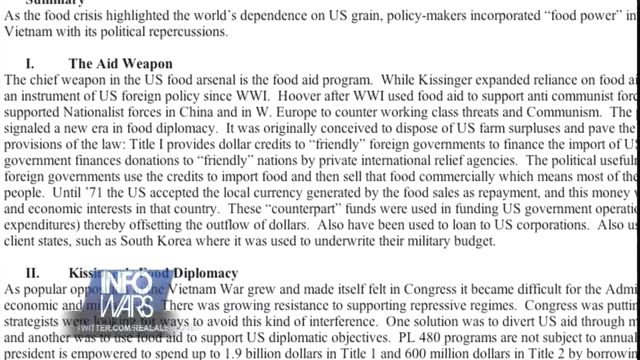 Summary
As the food crisis highlighted the world's dependence on US grain, policy-makers incorporated "food power" in
Vietnam with its political repercussions.
I. The Aid Weapon
The chief weapon in the US food arsenal is the food aid program. While Kissinger expanded reliance on food ai
an instrument of US foreign policy since WWI. Hoover after WWI used food aid to support anti communist forc
supported Nationalist forces in China and in W. Europe to counter working class threats and Communism. The p
signaled a new era in food diplomacy. It was originally conceived to dispose of US farm surpluses and pave the
provisions of the law: Title I provides dollar credits to "friendly" foreign governments to finance the import of US
government finances donations to "friendly" nations by private international relief agencies. The political usefuln
foreign governments use the credits to import food and then sell that food commercially which means most of the
people. Until '71 the US accepted the local currency generated by the food sales as repayment, and this money w
and economic interests in that country. These "counterpart" funds were used in funding US government operatio
expenditures) thereby offsetting the outflow of dollars. Also have been used to loan to US corporations. Also us
client states, such as South Korea where it was used to underwrite their military budget.
II. Kissin Food Diplomacy
As popular oppo Vietnam War grew and made itself felt in Congress it became difficult for the Admi
economic and mi There was growing resistance to supporting repressive regimes. Congress was puttin
strategists were looking for ways to avoid this kind of interference. One solution was to divert US aid through m
and another was to use food aid to support US diplomatic objectives. PL 480 programs are not subject to annual
president is empowered to spend up to 1.9 billion dollars in Title 1 and 600 million dollars in Title 2 by borrowi
INFO
WARS